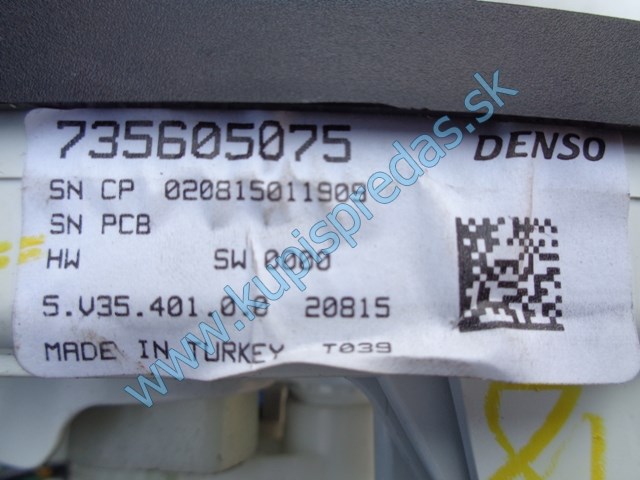 735605075 DENSO
SN CP 020815011909
SN PCB
HW SW 0000
5.V35.401.0.8 20815
MADE IN TURKEY T039
www.kupispredas.sk